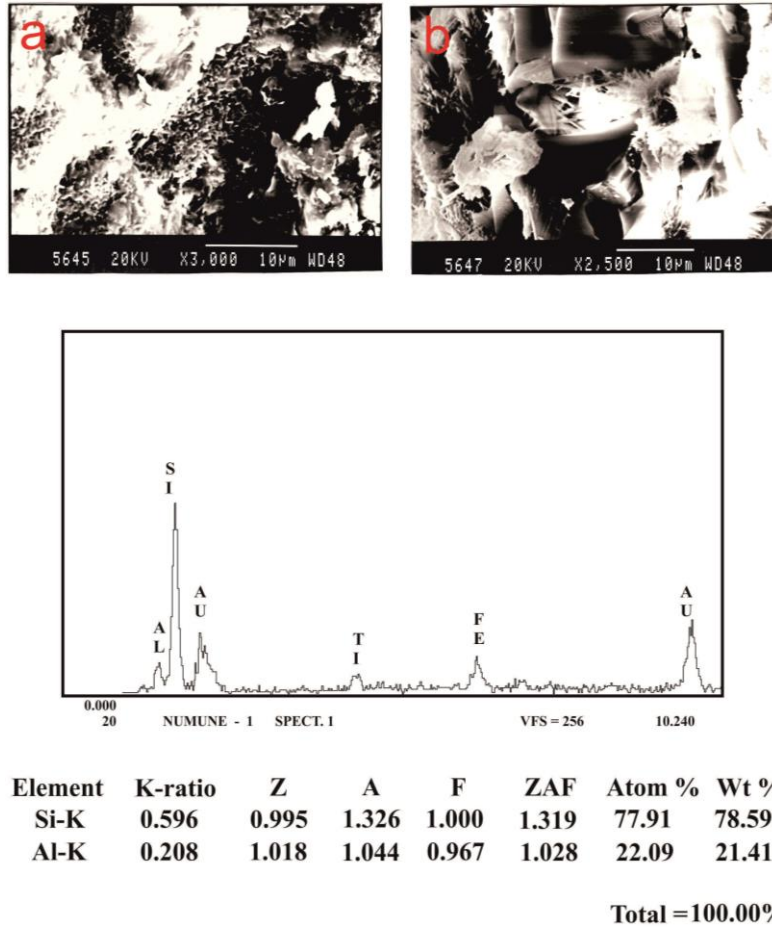 a
b
5645 20KV X3,000 10µm WD48
5647 20KV X2,500 10µm WD48
S
I
A
U
A
L
T
I
F
E
A
U
0.000
20 NUMUNE - 1 SPECT. 1 VFS = 256 10.240
Element K-ratio Z A F ZAF Atom % Wt %
Si-K 0.596 0.995 1.326 1.000 1.319 77.91 78.59
Al-K 0.208 1.018 1.044 0.967 1.028 22.09 21.41
Total =100.00%